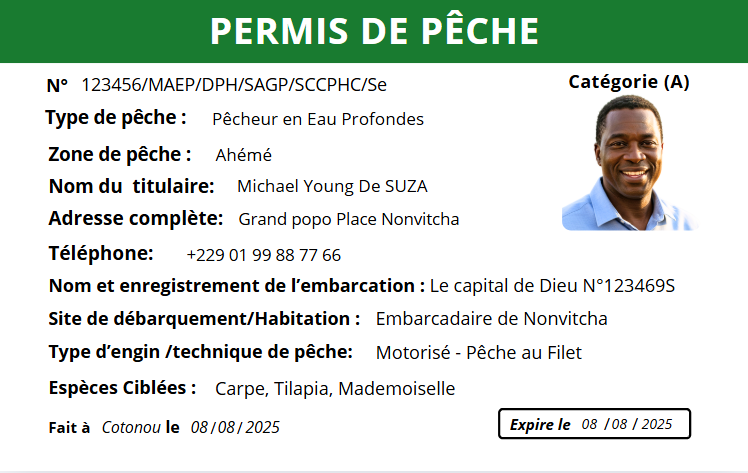 PERMIS DE PÊCHE
N° 123456/MAEP/DPH/SAGP/SCCPHC/Se
Catégorie (A)
Type de pêche : Pêcheur en Eau Profondes
Zone de pêche : Ahémé
Nom du titulaire: Michael Young De SUZA
Adresse complète: Grand popo Place Nonvitcha
Téléphone: +229 01 99 88 77 66
Nom et enregistrement de l’embarcation : Le capital de Dieu N°123469S
Site de débarquement/Habitation : Embarcadaire de Nonvitcha
Type d’engin /technique de pêche: Motorisé - Pêche au Filet
Espèces Ciblées : Carpe, Tilapia, Mademoiselle
Fait à Cotonou le 08/08/2025
Expire le 08 /08 / 2025